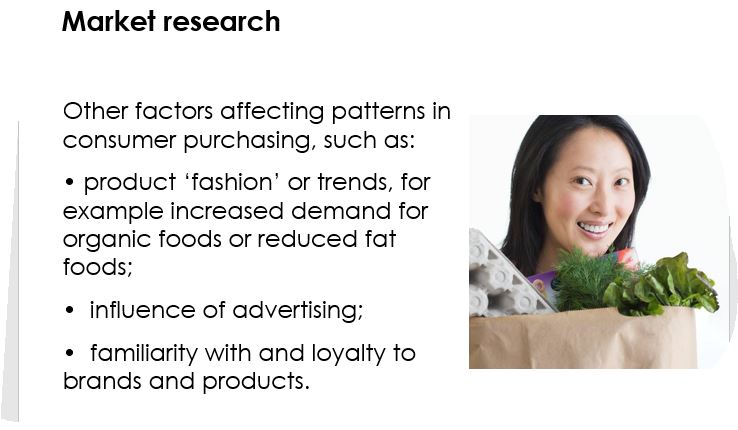 Market research
Other factors affecting patterns in
consumer purchasing, such as:
• product ‘fashion’ or trends, for
example increased demand for
organic foods or reduced fat
foods;
• influence of advertising;
• familiarity with and loyalty to
brands and products.